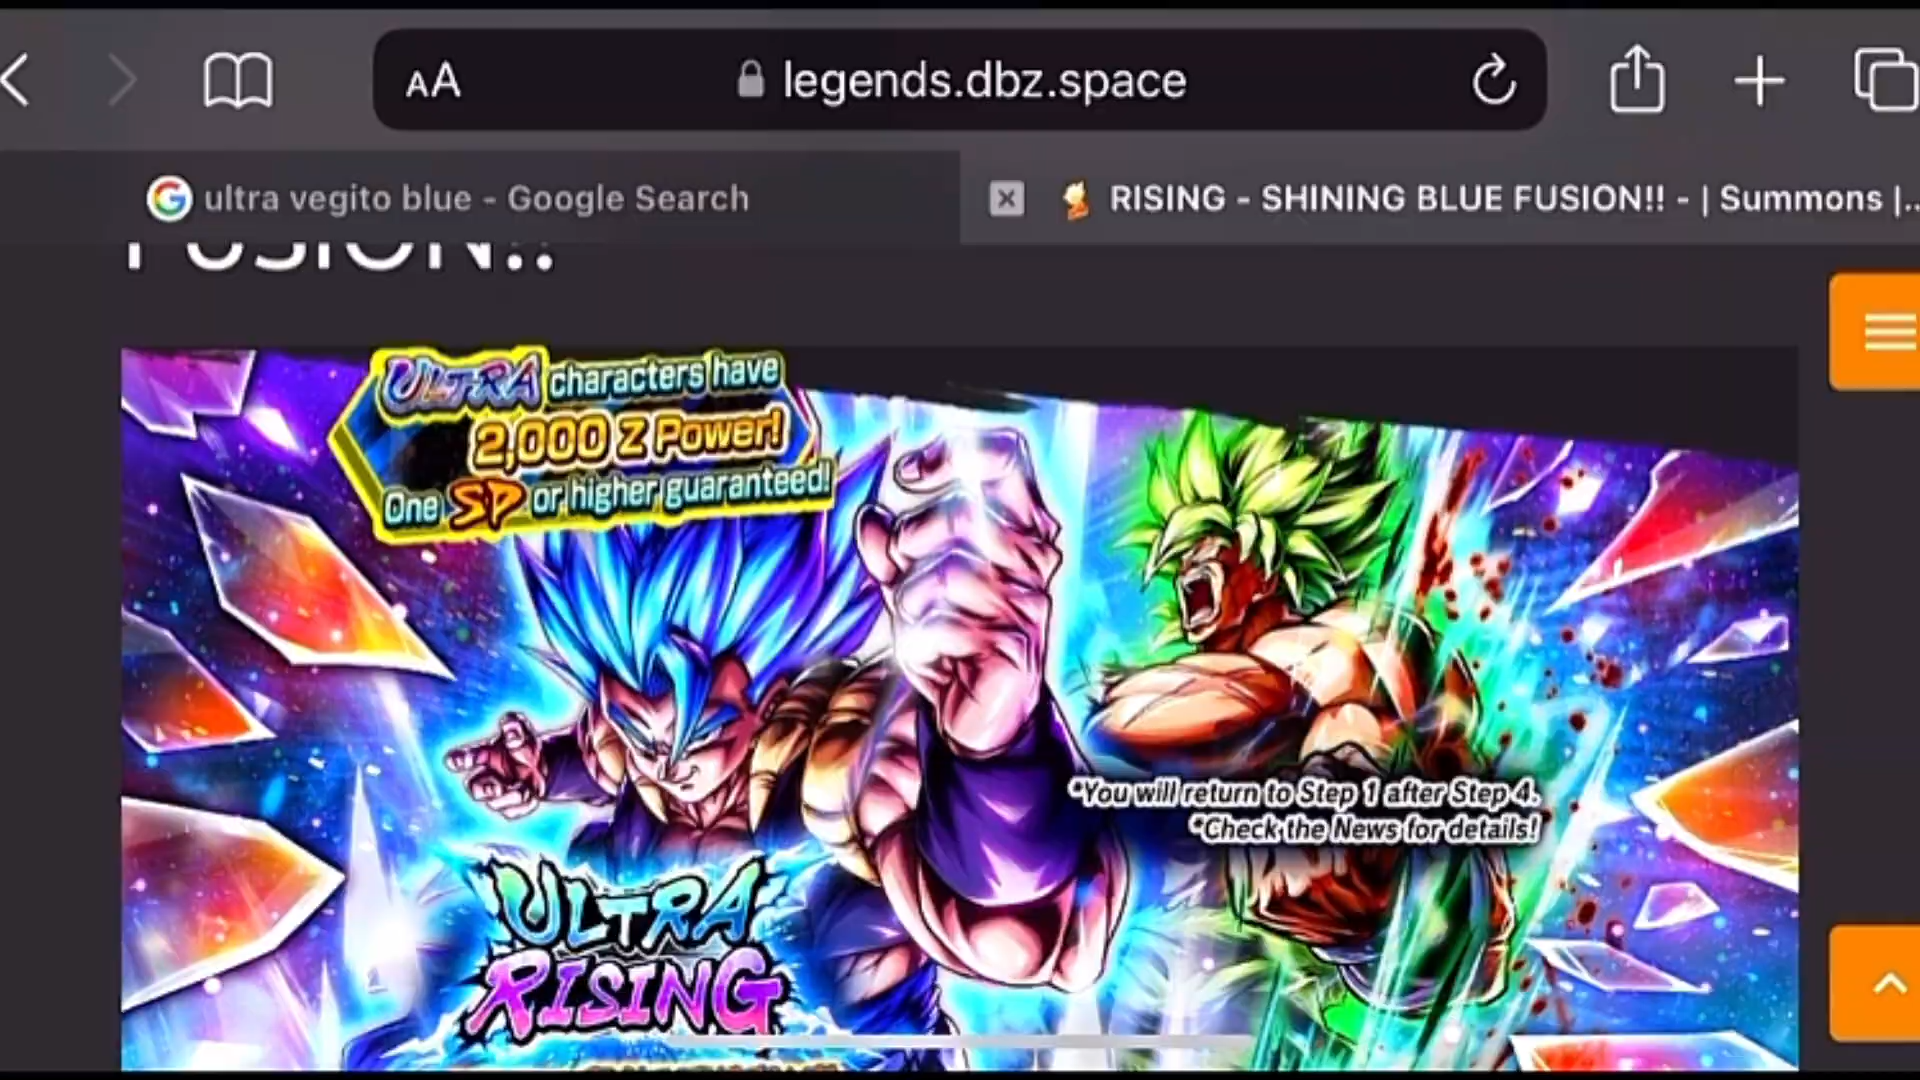 AA legends.dbz.space
ultra vegito blue - Google Search
RISING - SHINING BLUE FUSION!! - | Summons |...
FUSION!!
ULTRA characters have
2,000 Z Power!
One SP or higher guaranteed!
*You will return to Step 1 after Step 4.
*Check the News for details!
ULTRA
RISING